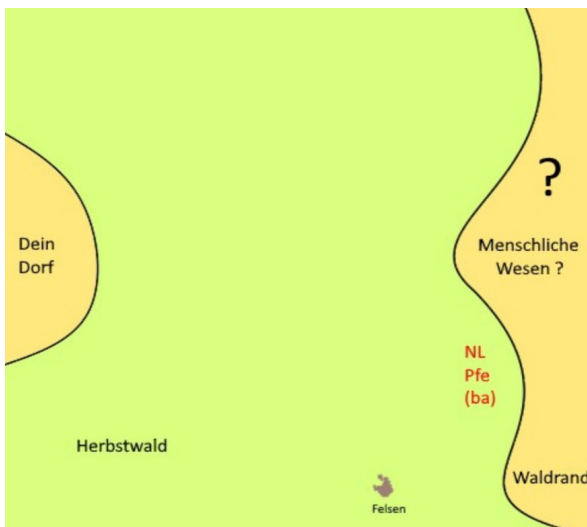 ?
Dein
Dorf
Menschliche
Wesen ?
NL
Pfe
(ba)
Herbstwald
Waldrand
Felsen